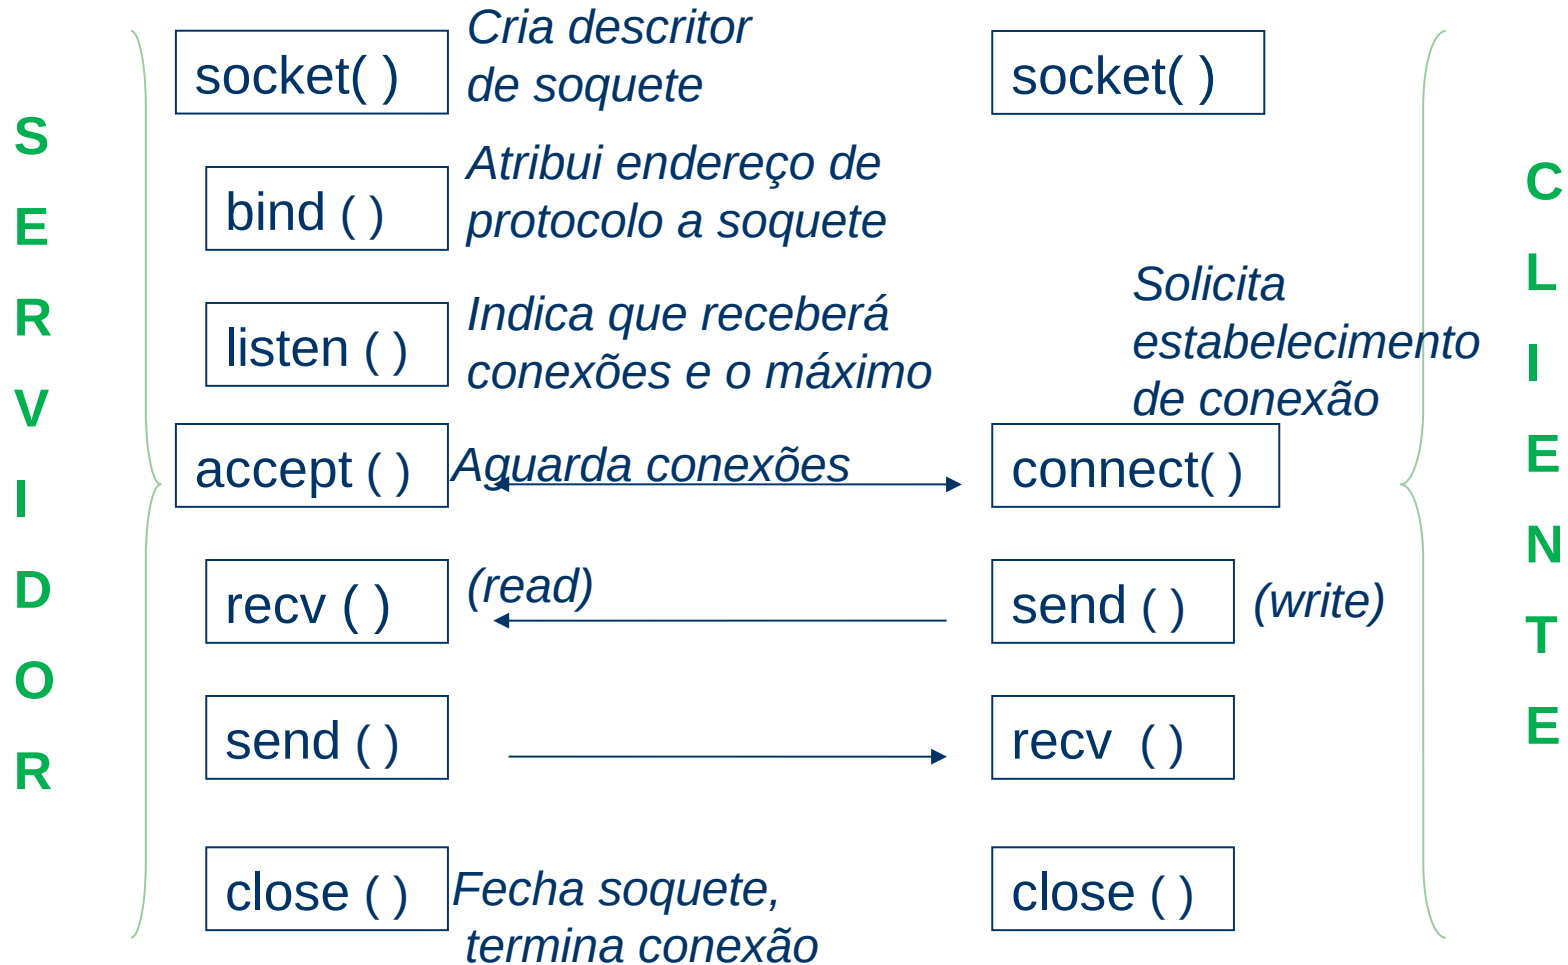 SERVIDOR
socket( )
Cria descritor
de soquete
bind ( )
Atribui endereço de
protocolo a soquete
listen ( )
Indica que receberá
conexões e o máximo
accept ( )
Aguarda conexões
recv ( )
(read)
send ( )
close ( )
Fecha soquete,
termina conexão
socket( )
Solicita
estabelecimento
de conexão
connect( )
send ( )
(write)
recv ( )
close ( )
CLIENTE